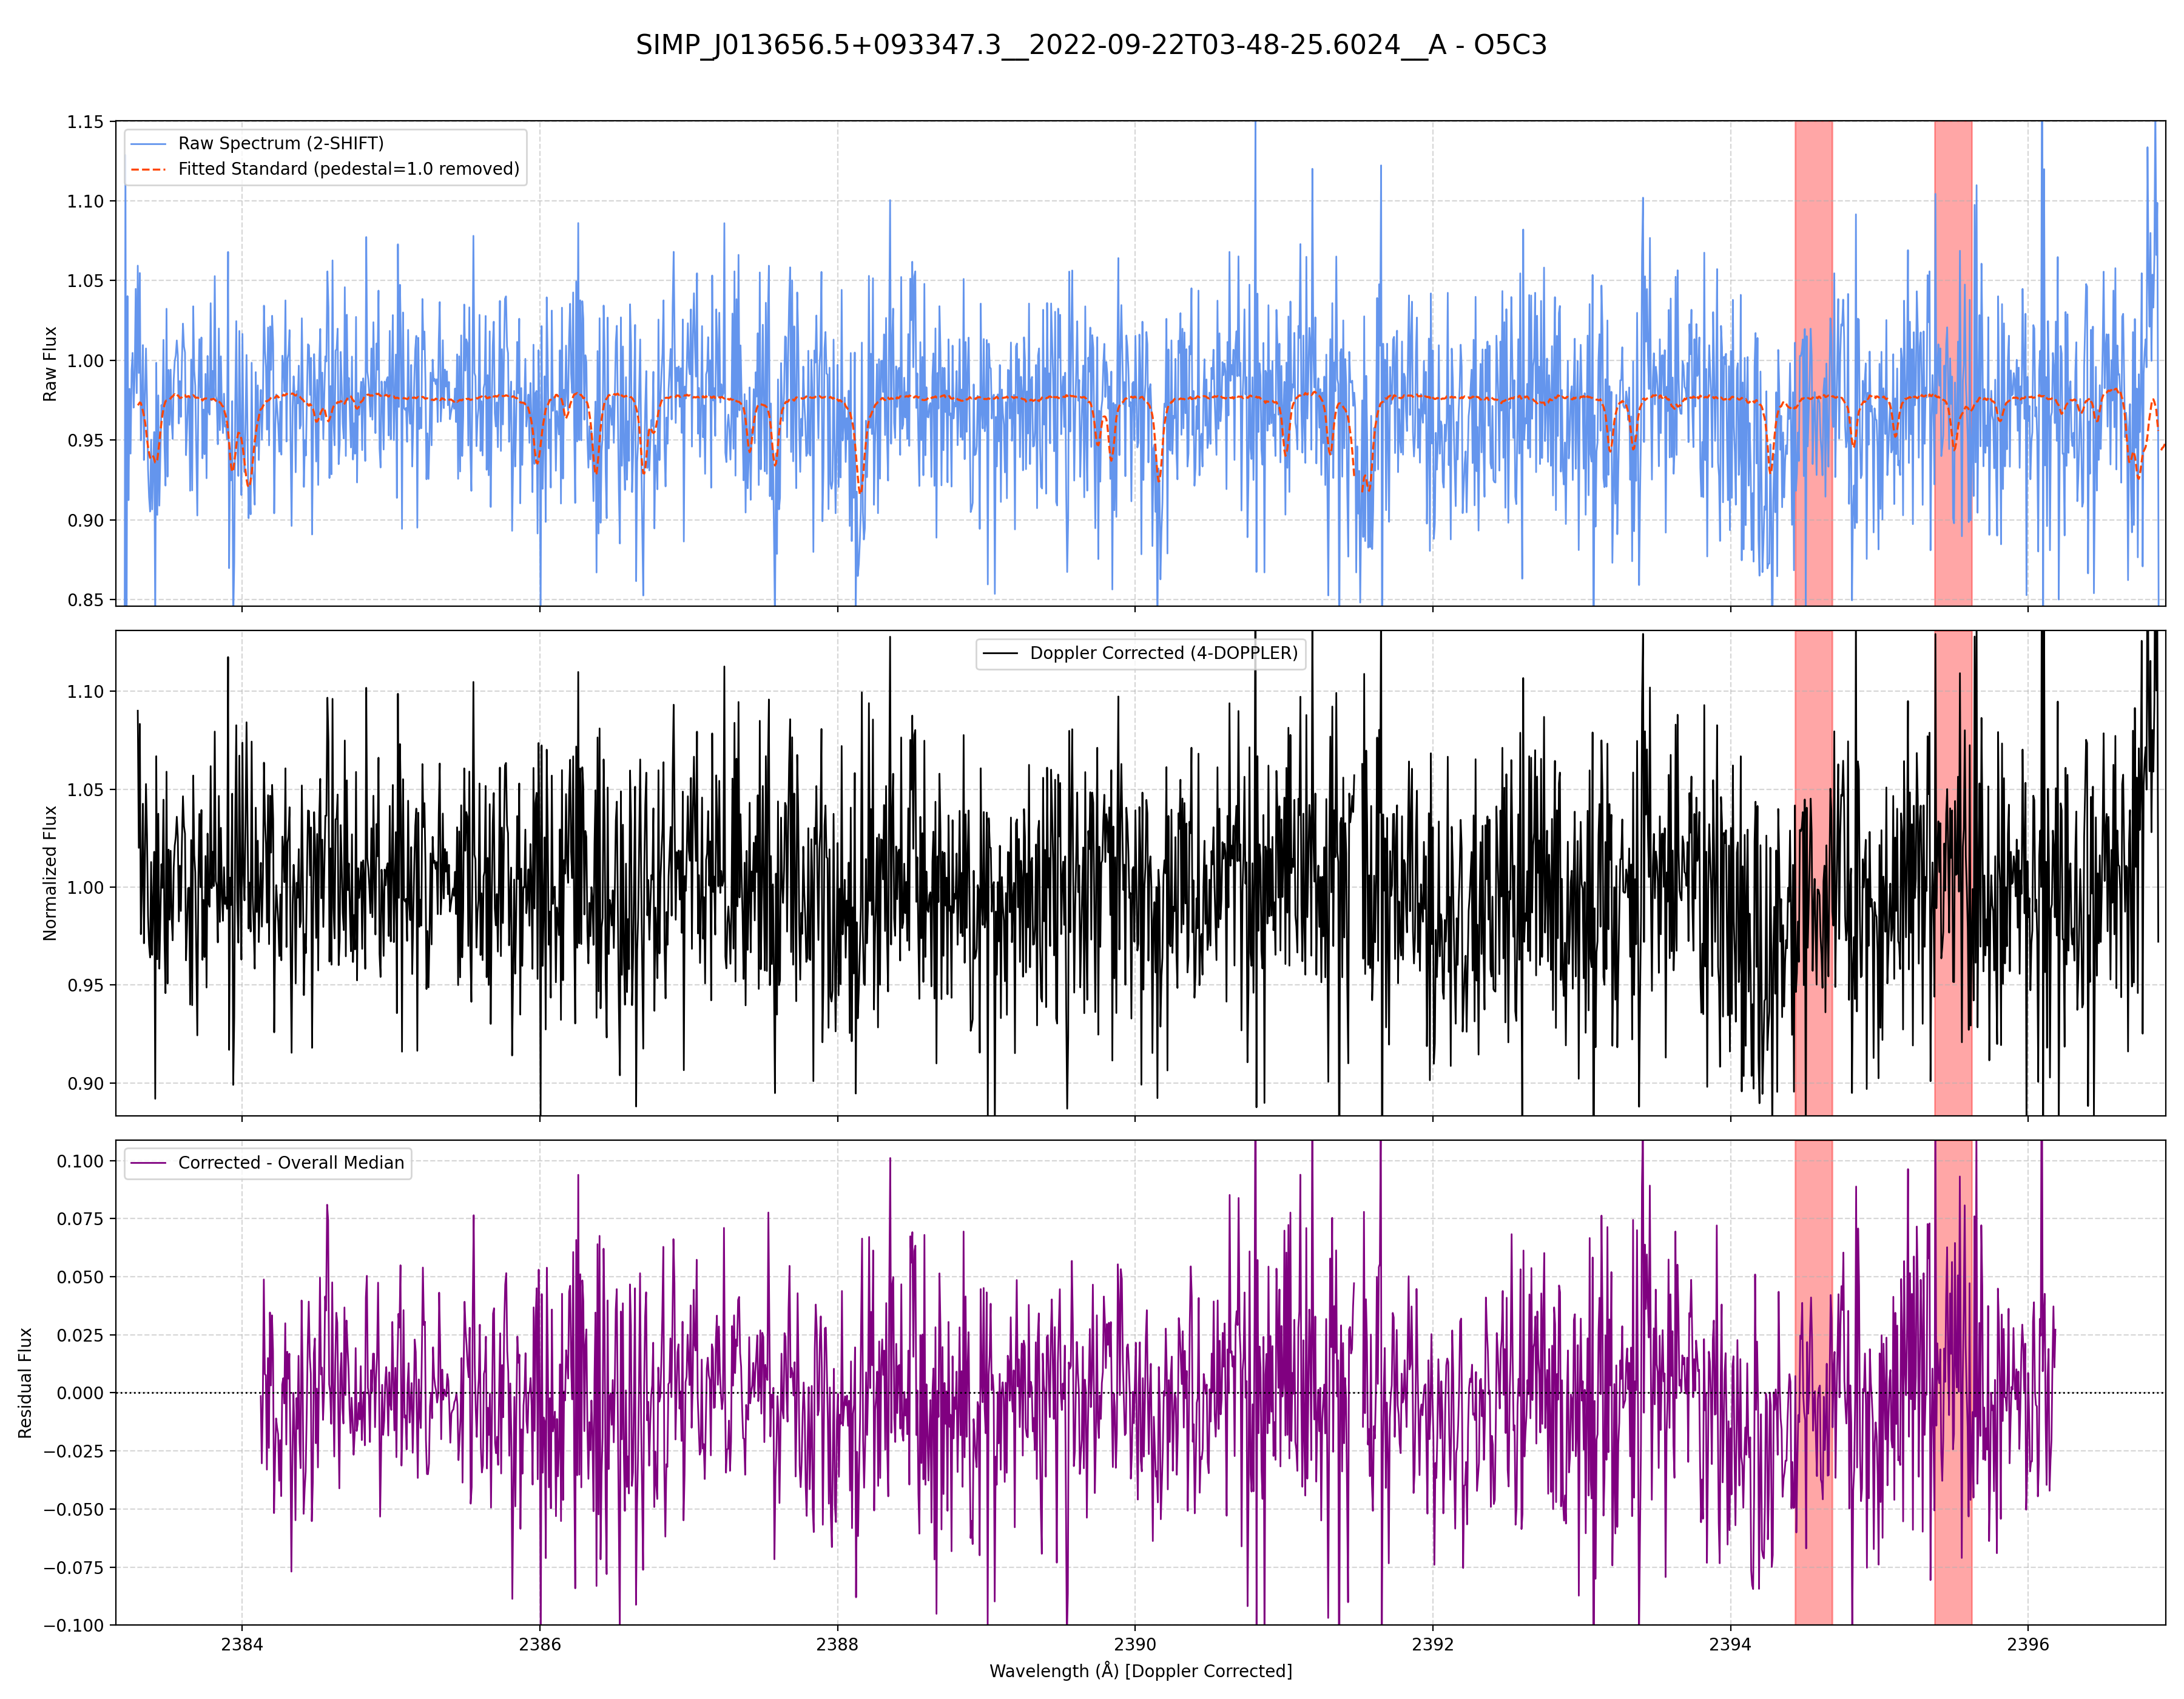 SIMP_J013656.5+093347.3__2022-09-22T03-48-25.6024__A - O5C3
Raw Spectrum (2-SHIFT)
Fitted Standard (pedestal=1.0 removed)
Raw Flux
1.15
1.10
1.05
1.00
0.95
0.90
0.85
Doppler Corrected (4-DOPPLER)
Normalized Flux
1.10
1.05
1.00
0.95
0.90
Corrected - Overall Median
Residual Flux
0.100
0.075
0.050
0.025
0.000
−0.025
−0.050
−0.075
−0.100
2384 2386 2388 2390 2392 2394 2396
Wavelength (Å) [Doppler Corrected]